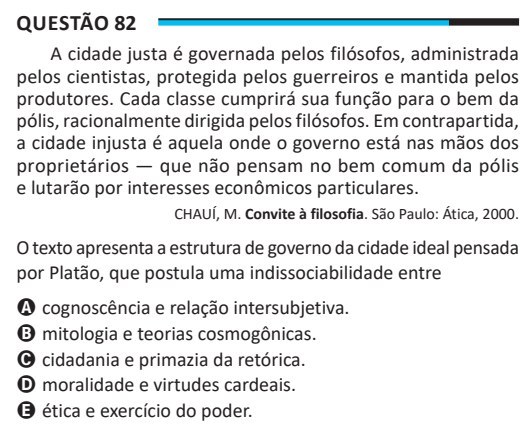 QUESTÃO 82
A cidade justa é governada pelos filósofos, administrada
pelos cientistas, protegida pelos guerreiros e mantida pelos
produtores. Cada classe cumprirá sua função para o bem da
pólis, racionalmente dirigida pelos filósofos. Em contrapartida,
a cidade injusta é aquela onde o governo está nas mãos dos
proprietários — que não pensam no bem comum da pólis
e lutarão por interesses econômicos particulares.
CHAUÍ, M. Convite à filosofia. São Paulo: Ática, 2000.
O texto apresenta a estrutura de governo da cidade ideal pensada
por Platão, que postula uma indissociabilidade entre
A cognoscência e relação intersubjetiva.
B mitologia e teorias cosmogônicas.
C cidadania e primazia da retórica.
D moralidade e virtudes cardeais.
E ética e exercício do poder.